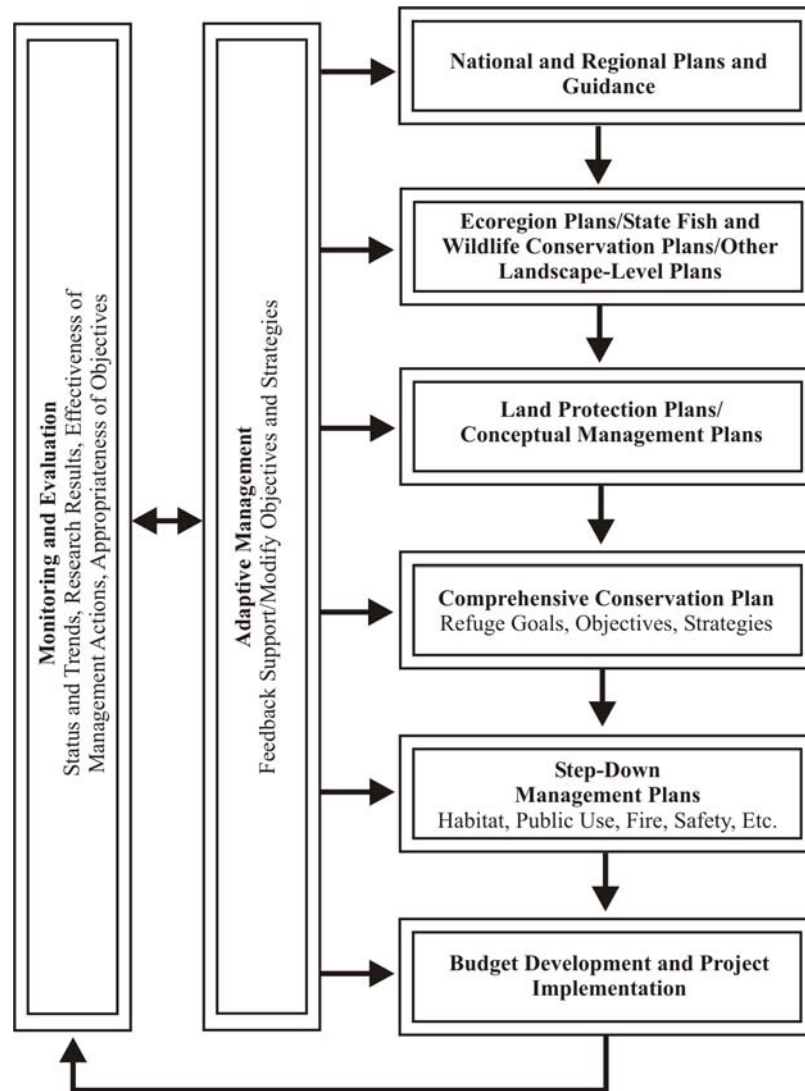 Monitoring and Evaluation
Status and Trends, Research Results, Effectiveness of
Management Actions, Appropriateness of Objectives
Adaptive Management
Feedback Support/Modify Objectives and Strategies
National and Regional Plans and
Guidance
Ecoregion Plans/State Fish and
Wildlife Conservation Plans/Other
Landscape-Level Plans
Land Protection Plans/
Conceptual Management Plans
Comprehensive Conservation Plan
Refuge Goals, Objectives, Strategies
Step-Down
Management Plans
Habitat, Public Use, Fire, Safety, Etc.
Budget Development and Project
Implementation